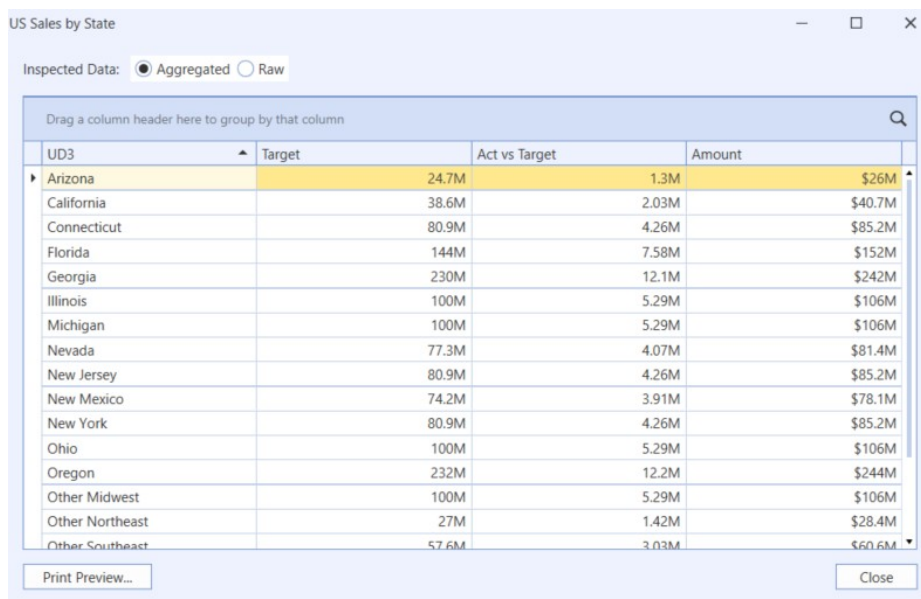 US Sales by State
Inspected Data: Aggregated Raw
Drag a column header here to group by that column
UD3 Target Act vs Target Amount
Arizona 24.7M 1.3M $26M
California 38.6M 2.03M $40.7M
Connecticut 80.9M 4.26M $85.2M
Florida 144M 7.58M $152M
Georgia 230M 12.1M $242M
Illinois 100M 5.29M $106M
Michigan 100M 5.29M $106M
Nevada 77.3M 4.07M $81.4M
New Jersey 80.9M 4.26M $85.2M
New Mexico 74.2M 3.91M $78.1M
New York 80.9M 4.26M $85.2M
Ohio 100M 5.29M $106M
Oregon 232M 12.2M $244M
Other Midwest 100M 5.29M $106M
Other Northeast 27M 1.42M $28.4M
Other Southeast 57.6M 3.03M $60.6M
Print Preview... Close